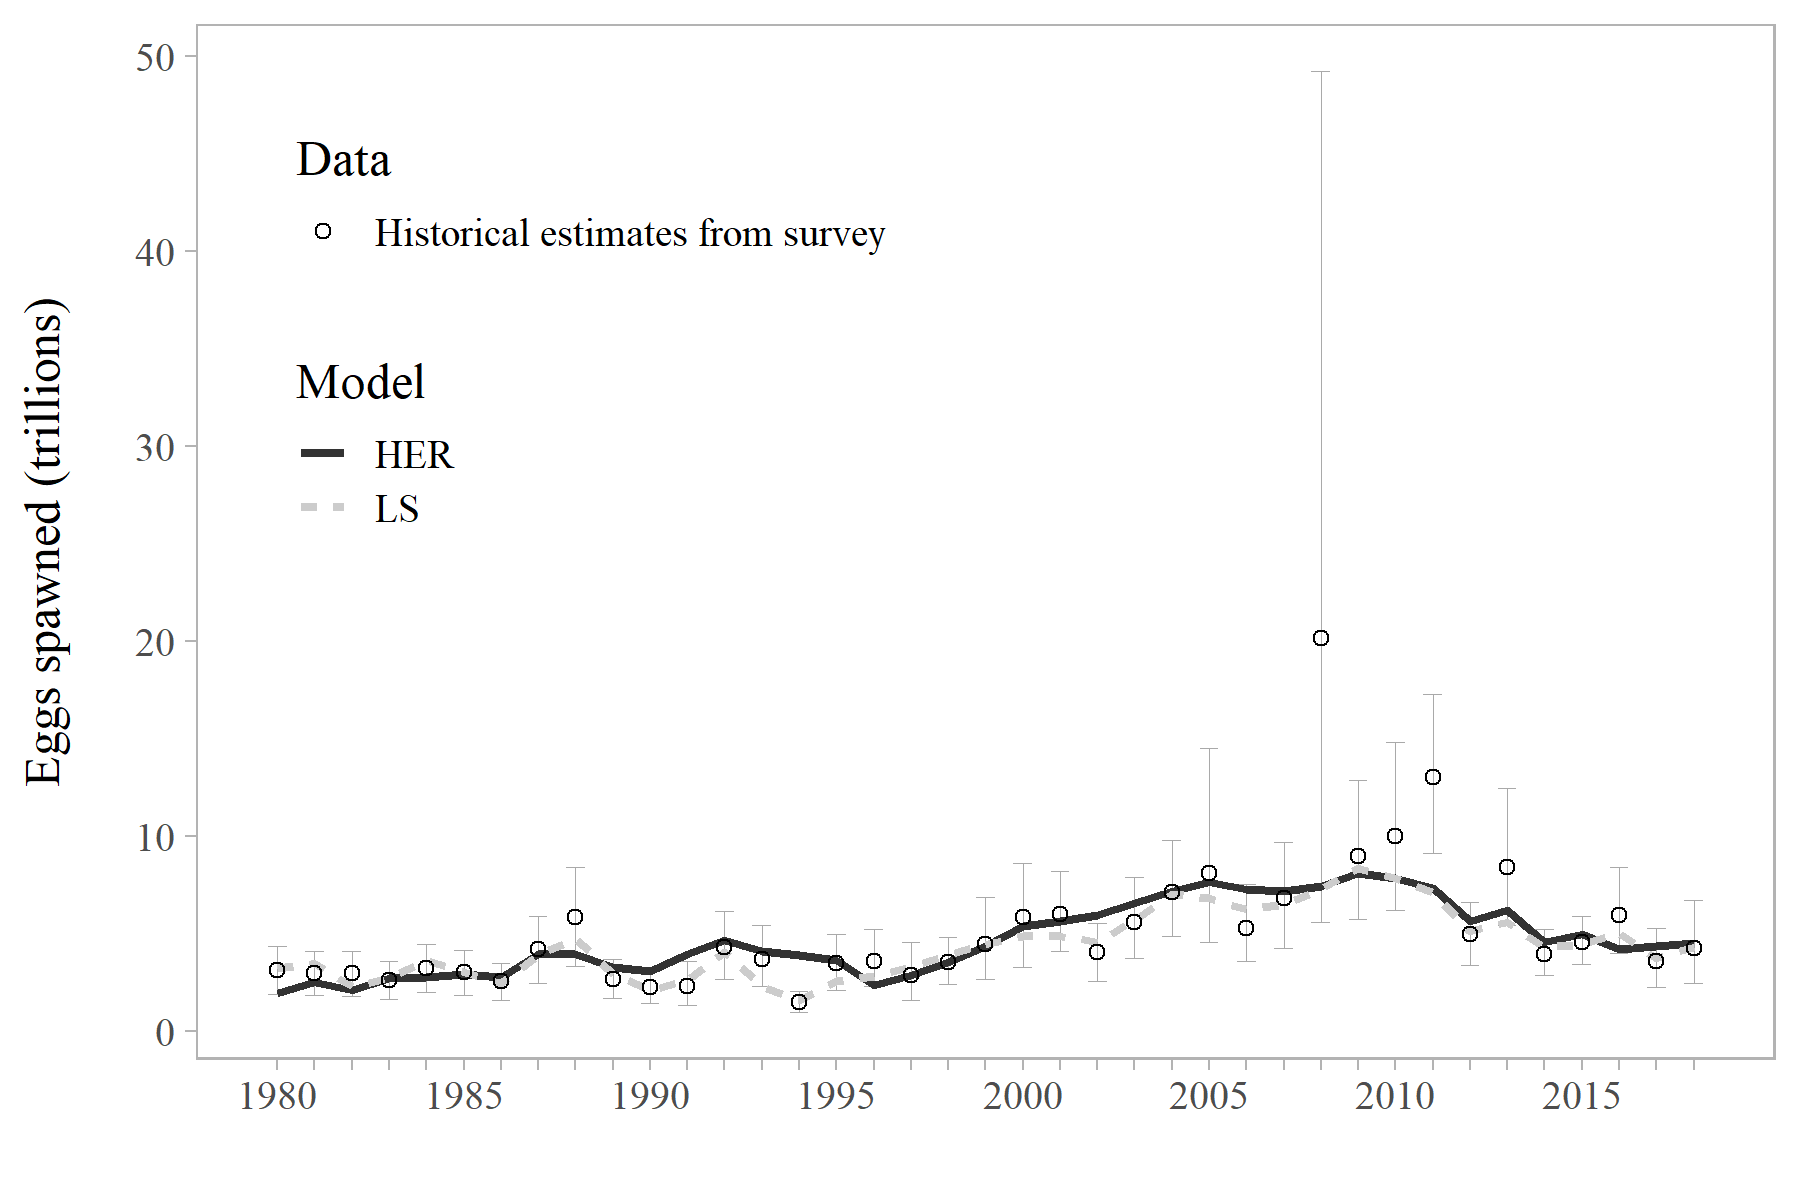 50
40
30
20
10
0
Eggs spawned (trillions)
Data
Historical estimates from survey
Model
HER
LS
1980 1985 1990 1995 2000 2005 2010 2015